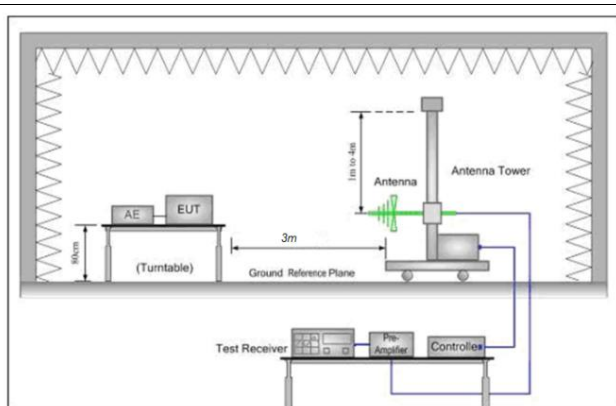 1m to 4m
Antenna
Antenna Tower
AE
EUT
80cm
(Turntable)
3m
Ground Reference Plane
Test Receiver
Pre-
Amplifier
Controller